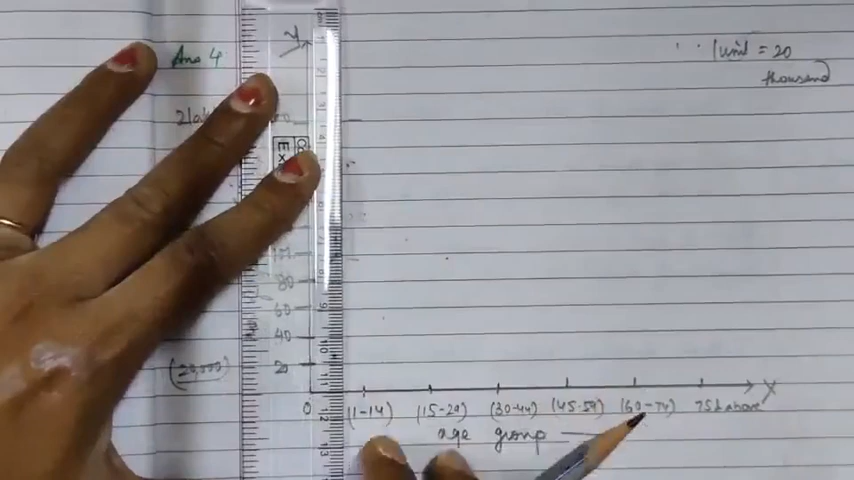 Ans 4
1 unit = 20
thousand
Y
100
80
60
40
20
(20,000)
0
X
(1-14) (15-29) (30-44) (45-59) (60-74) 75 & above
age group